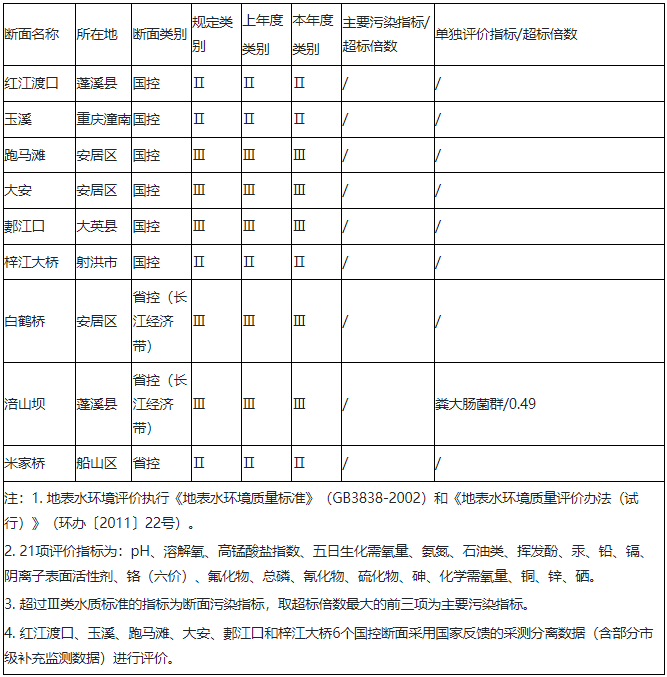 断面名称 所在地 断面类别 规定类别 上年度类别 本年度类别 主要污染指标/超标倍数 单独评价指标/超标倍数
红江渡口 蓬溪县 国控 Ⅱ Ⅱ Ⅱ / /
玉溪 重庆潼南 国控 Ⅱ Ⅱ Ⅱ / /
跑马滩 安居区 国控 Ⅲ Ⅲ Ⅲ / /
大安 安居区 国控 Ⅲ Ⅲ Ⅲ / /
郪江口 大英县 国控 Ⅲ Ⅲ Ⅲ / /
梓江大桥 射洪市 国控 Ⅱ Ⅱ Ⅱ / /
白鹤桥 安居区 省控（长江经济带） Ⅲ Ⅲ Ⅲ / /
涪山坝 蓬溪县 省控（长江经济带） Ⅲ Ⅲ Ⅲ / 粪大肠菌群/0.49
米家桥 船山区 省控 Ⅱ Ⅱ Ⅱ / /
注：1. 地表水环境评价执行《地表水环境质量标准》（GB3838-2002）和《地表水环境质量评价办法（试
行）》（环办〔2011〕22号）。
2. 21项评价指标为：pH、溶解氧、高锰酸盐指数、五日生化需氧量、氨氮、石油类、挥发酚、汞、铅、镉、
阴离子表面活性剂、铬（六价）、氟化物、总磷、氰化物、硫化物、砷、化学需氧量、铜、锌、硒。
3. 超过Ⅲ类水质标准的指标为断面污染指标，取超标倍数最大的前三项为主要污染指标。
4. 红江渡口、玉溪、跑马滩、大安、郪江口和梓江大桥6个国控断面采用国家反馈的采测分离数据（含部分市
级补充监测数据）进行评价。